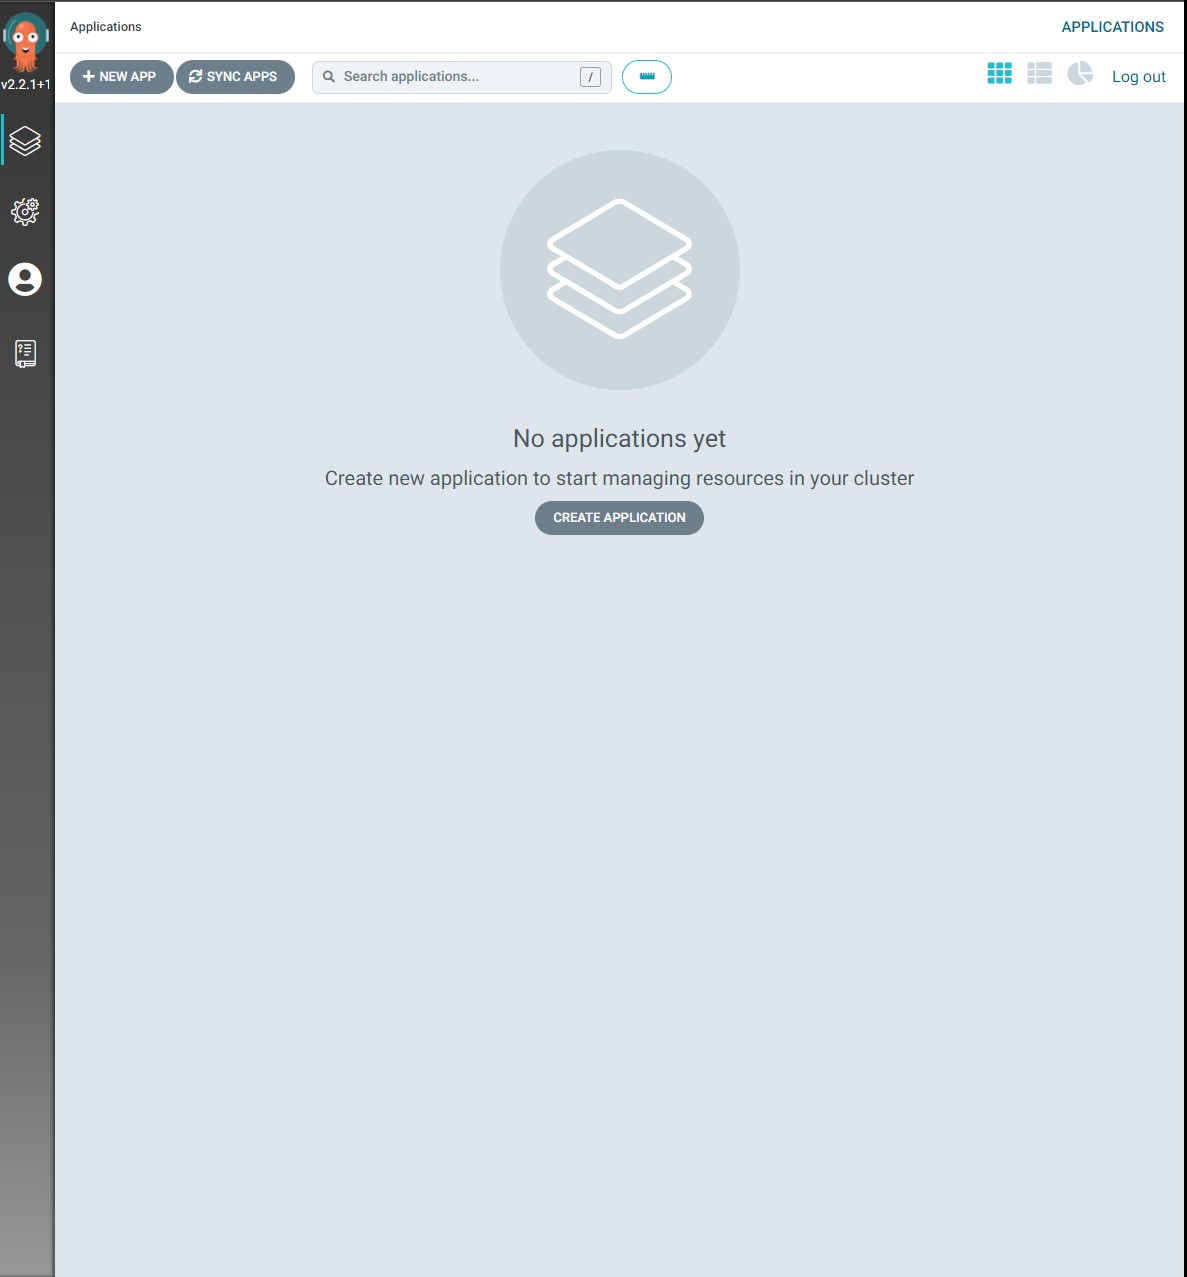 Applications
APPLICATIONS
v2.2.1+1
NEW APP
SYNC APPS
Search applications...
/
Log out
No applications yet
Create new application to start managing resources in your cluster
CREATE APPLICATION